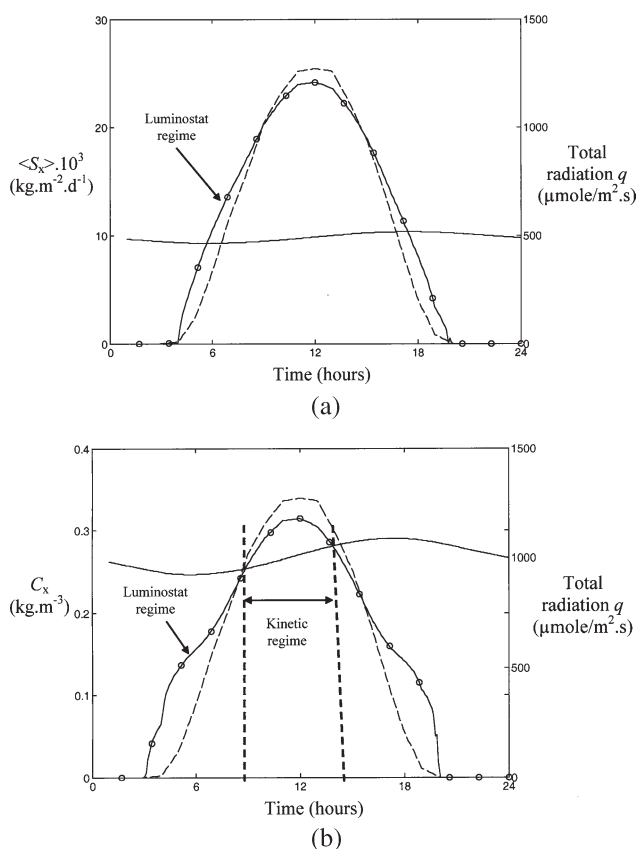 30
1500
Luminostat
regime
20
1000
<Sₓ>.10³
(kg.m⁻².d⁻¹)
Total
radiation q
(µmole/m².s)
10
500
0
00
0
6
12
18
24
Time (hours)
(a)
0.4
1500
0.3
1000
Cₓ
(kg.m⁻³)
Luminostat
regime
0.2
Kinetic
regime
Total
radiation q
(µmole/m².s)
0.1
500
0
0
0
6
12
18
24
Time (hours)
(b)